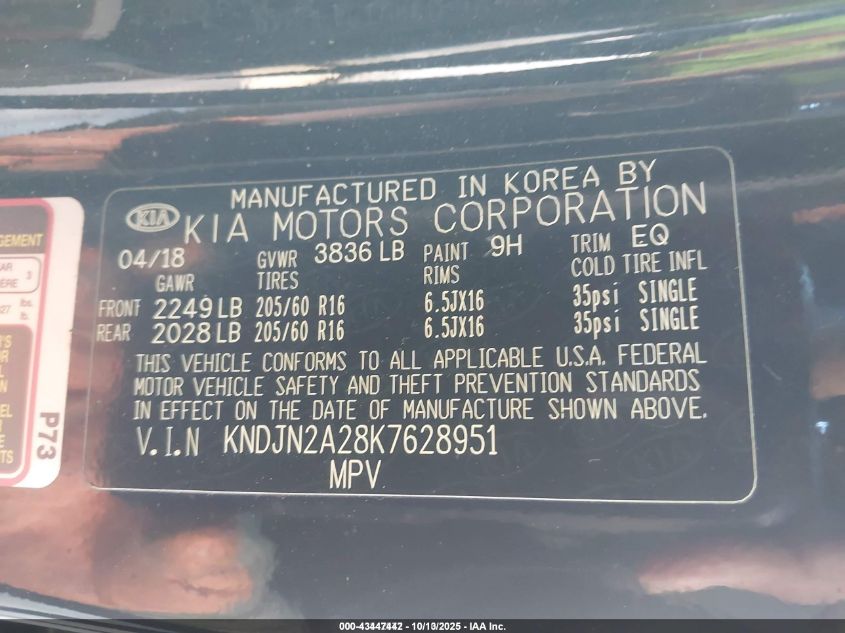 MANUFACTURED IN KOREA BY
KIA KIA MOTORS CORPORATION
04/18 GVWR 3836 LB PAINT 9H TRIM EQ
GAWR TIRES RIMS COLD TIRE INFL
FRONT 2249 LB 205/60 R16 6.5JX16 35psi SINGLE
REAR 2028 LB 205/60 R16 6.5JX16 35psi SINGLE
THIS VEHICLE CONFORMS TO ALL APPLICABLE U.S.A. FEDERAL
MOTOR VEHICLE SAFETY AND THEFT PREVENTION STANDARDS
IN EFFECT ON THE DATE OF MANUFACTURE SHOWN ABOVE.
V.I.N KNDJN2A28K7628951
MPV
P73
000-43447442 • 10/18/2025 - IAA Inc.